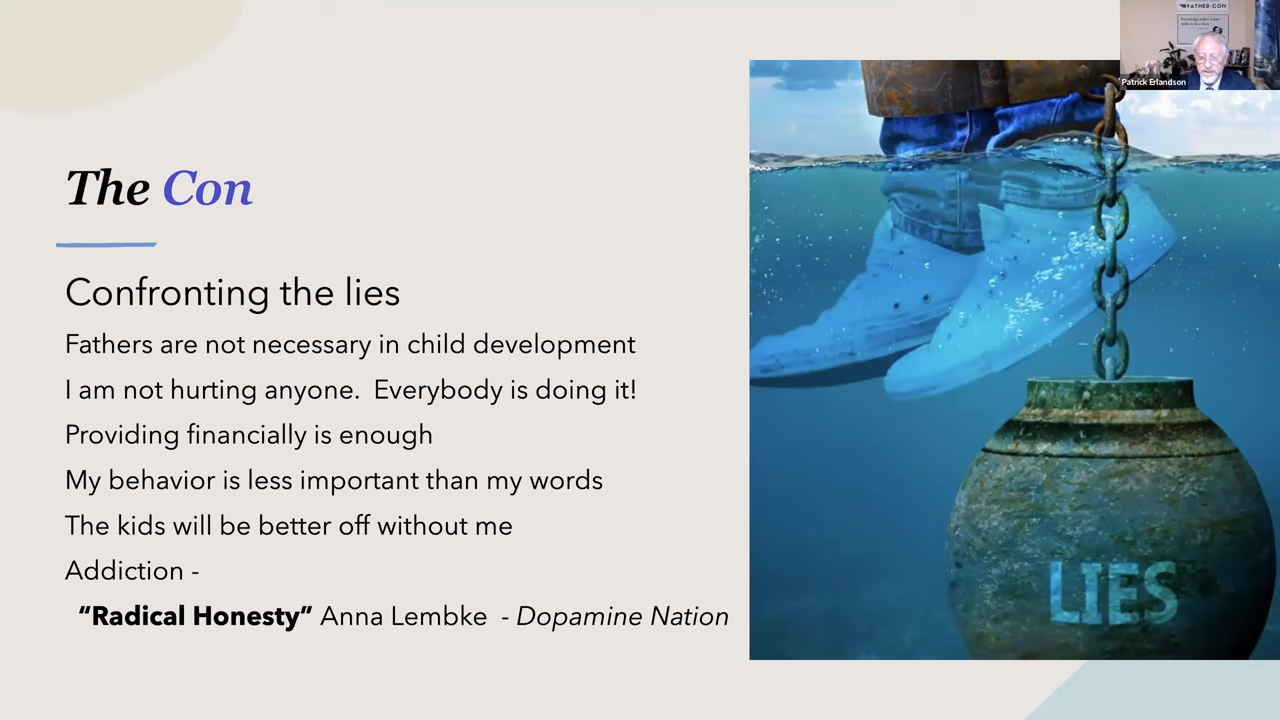 FATHER-CON
Patrick Erlandson
The Con
Confronting the lies
Fathers are not necessary in child development
I am not hurting anyone.  Everybody is doing it!
Providing financially is enough
My behavior is less important than my words
The kids will be better off without me
Addiction -
“Radical Honesty” Anna Lembke  - Dopamine Nation
LIES